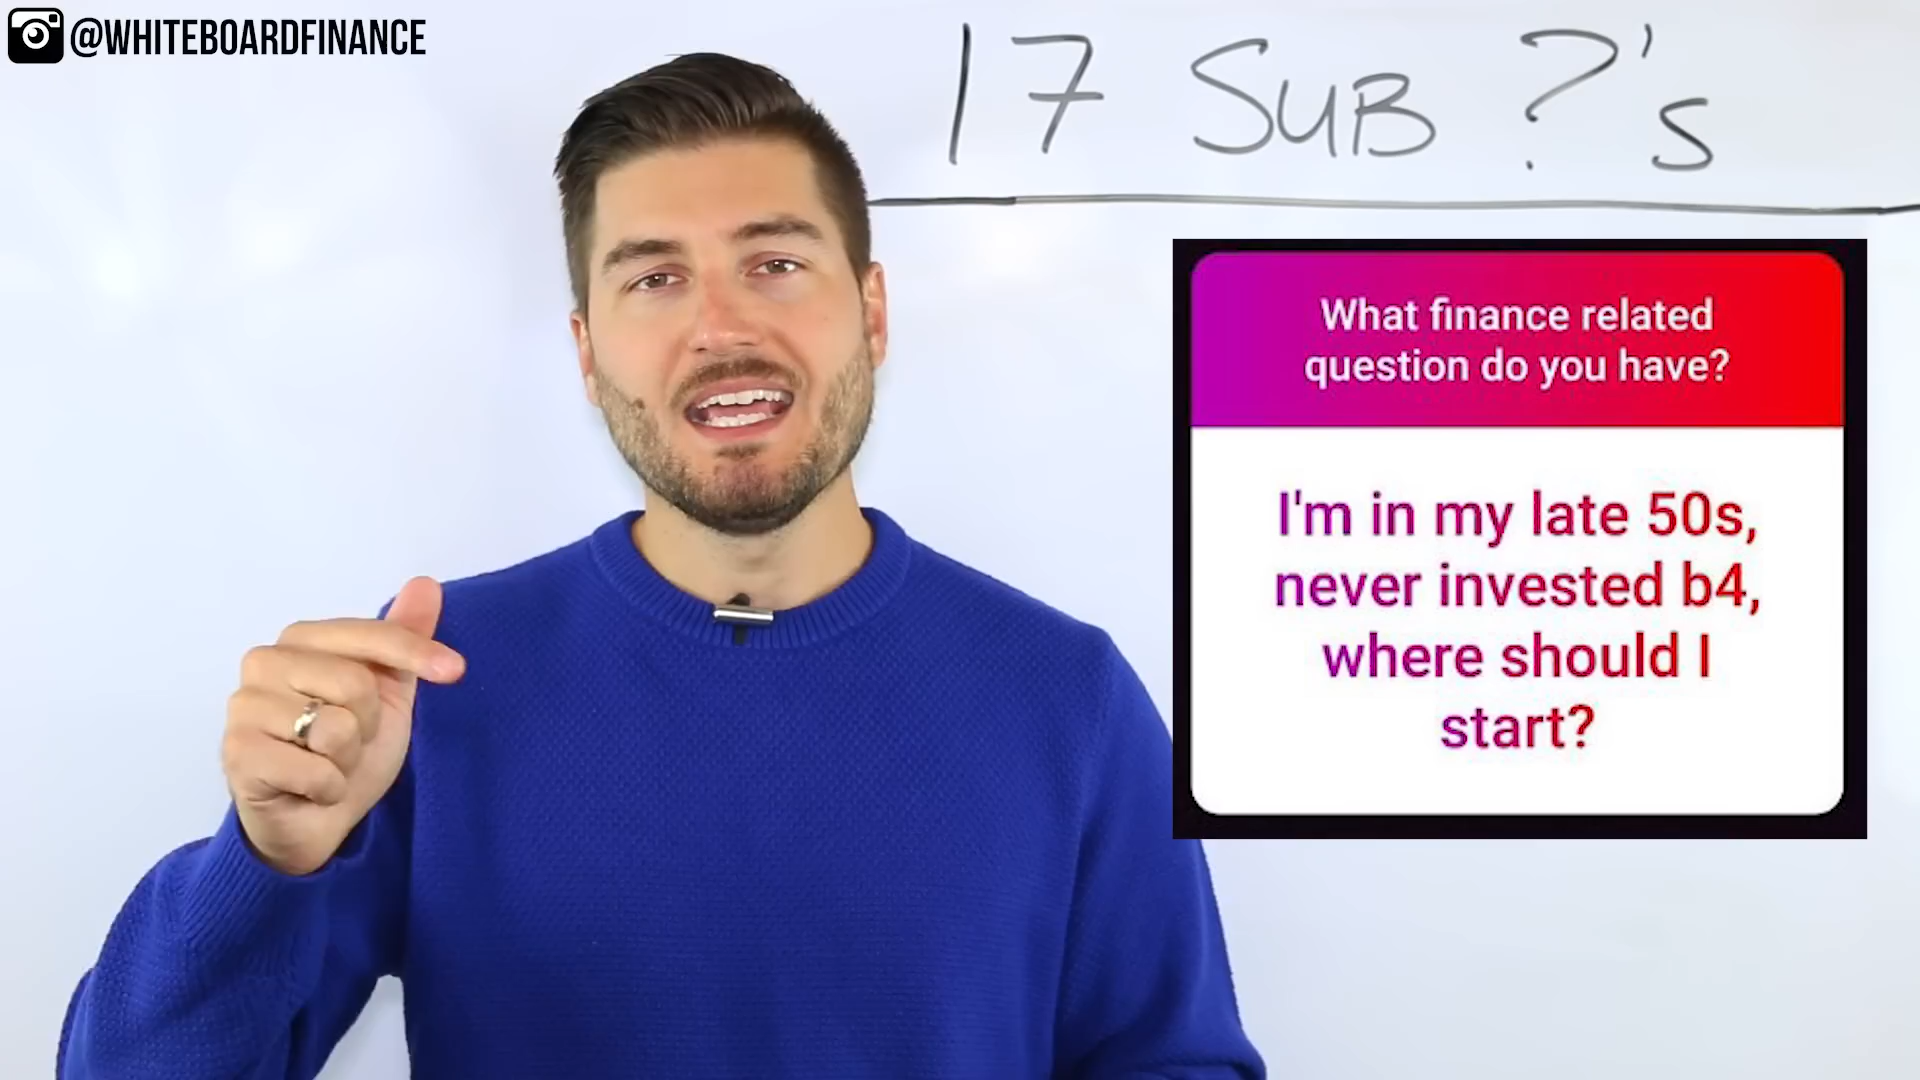 @WHITEBOARDFINANCE
17 SUB ?'s
What finance related
question do you have?
I'm in my late 50s,
never invested b4,
where should I
start?